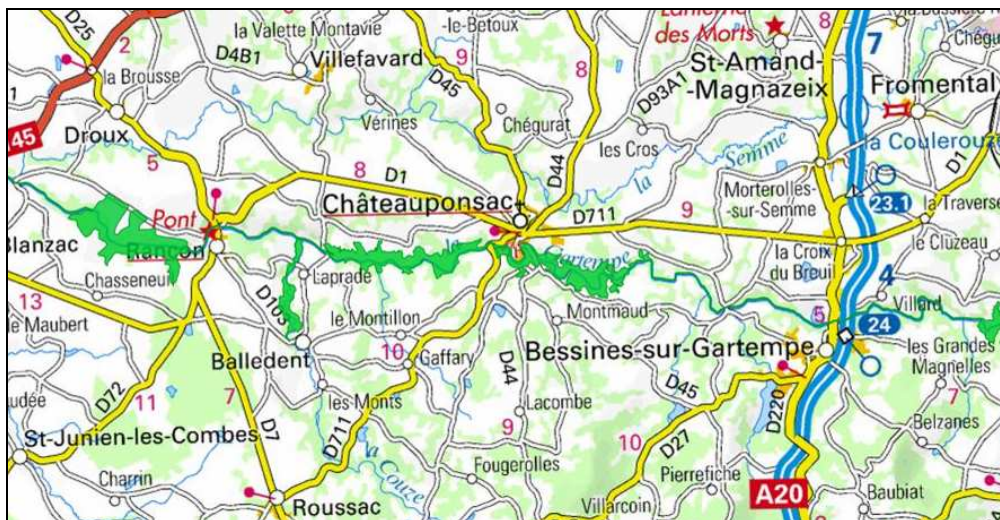 D25
2
la Valette Montavie
-le-Betoux
Lanterne
des Morts
8
7
D4B1
Villefavard
9
8
D45
St-Amand-
-Magnazeix
Fromental
la Brousse
D93A1
45
Droux
Vérines
Chégurat
les Cros
la Coulerouze
5
8
D1
D44
la
Semme
D1
Châteauponsac
Morterolles-
-sur-Semme
23.1
Pont
D711
9
la Traverse
Blanzac
Rancon
la
Gartempe
la Croix
du Breuil
le Cluzeau
Chasseneuil
Laprade
4
13
D103
Montmaud
5
Villard
le Maubert
le Montillon
24
10
Balledent
Gaffary
Bessines-sur-Gartempe
les Grandes
Magnelles
D72
11
7
D44
D45
7
les Monts
Lacombe
D220
Belzanes
St-Junien-les-Combes
D7
D711
9
10
D27
la Couze
Charrin
Fougerolles
Pierrefiche
A20
Roussac
Villarcoin
Baubiat